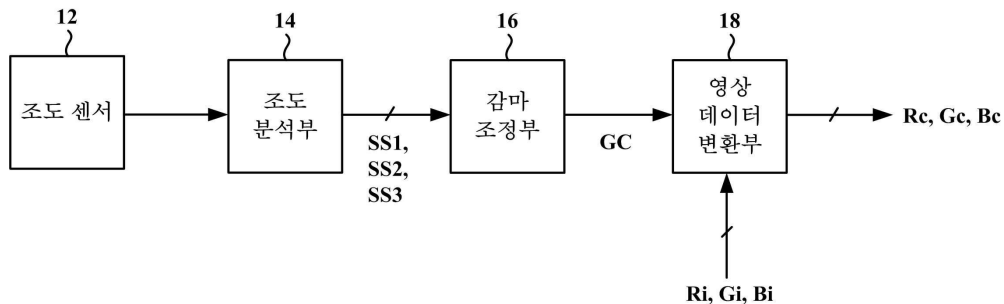 12
14
16
18
조도 센서
조도
분석부
감마
조정부
영상
데이터
변환부
SS1,
SS2,
SS3
GC
Rc, Gc, Bc
Ri, Gi, Bi